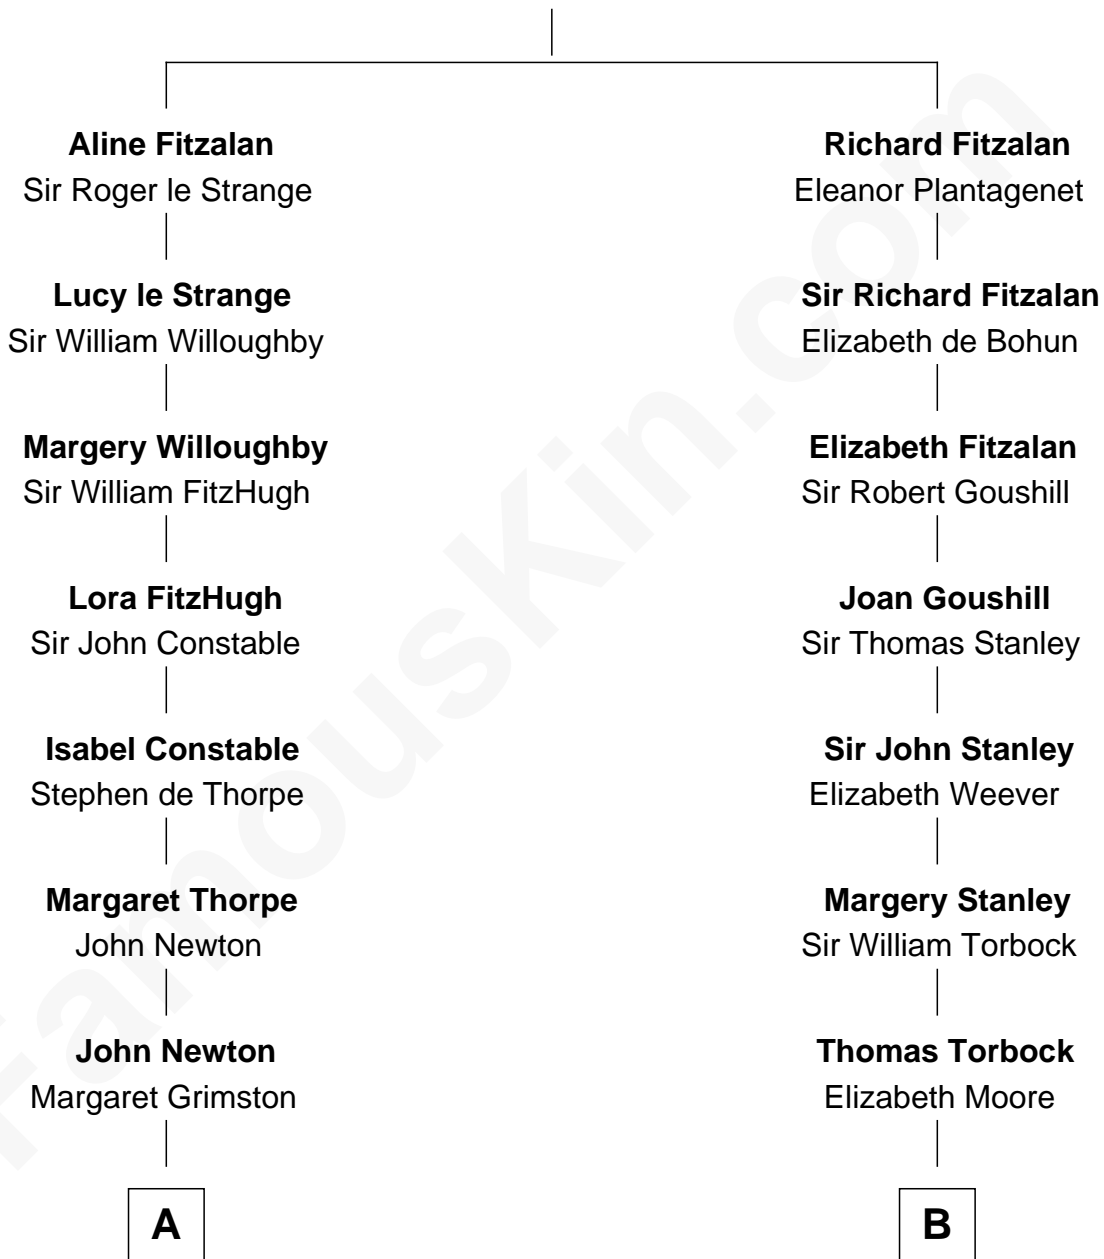 Aline Fitzalan
Sir Roger le Strange
Lucy le Strange
Sir William Willoughby
Margery Willoughby
Sir William FitzHugh
Lora FitzHugh
Sir John Constable
Isabel Constable
Stephen de Thorpe
Margaret Thorpe
John Newton
John Newton
Margaret Grimston
A
Richard Fitzalan
Eleanor Plantagenet
Sir Richard Fitzalan
Elizabeth de Bohun
Elizabeth Fitzalan
Sir Robert Goushill
Joan Goushill
Sir Thomas Stanley
Sir John Stanley
Elizabeth Weever
Margery Stanley
Sir William Torbock
Thomas Torbock
Elizabeth Moore
B
FamousKin.com